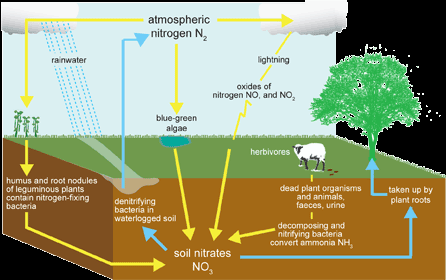 atmospheric
nitrogen N2
rainwater
lightning
oxides of
nitrogen NO, and NO2
blue-green
algae
herbivores
humus and root nodules
of leguminous plants
contain nitrogen-fixing
bacteria
denitrifying
bacteria in
waterlogged soil
dead plant organisms
and animals,
faeces, urine
taken up by
plant roots
decomposing and
nitrifying bacteria
convert ammonia NH3
soil nitrates
NO3